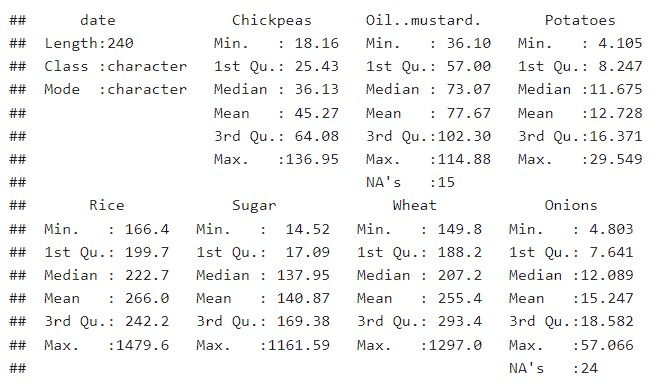 ##      date              Chickpeas      Oil..mustard.      Potatoes
##  Length:240         Min.   : 18.16   Min.   : 36.10   Min.   : 4.105
##  Class :character   1st Qu.: 25.43   1st Qu.: 57.00   1st Qu.: 8.247
##  Mode  :character   Median : 36.13   Median : 73.07   Median :11.675
##                     Mean   : 45.27   Mean   : 77.67   Mean   :12.728
##                     3rd Qu.: 64.08   3rd Qu.:102.30   3rd Qu.:16.371
##                     Max.   :136.95   Max.   :114.88   Max.   :29.549
##                                      NA's   :15
##       Rice            Sugar             Wheat            Onions
##  Min.   : 166.4   Min.   :  14.52   Min.   : 149.8   Min.   : 4.803
##  1st Qu.: 199.7   1st Qu.:  17.09   1st Qu.: 188.2   1st Qu.: 7.641
##  Median : 222.7   Median : 137.95   Median : 207.2   Median :12.089
##  Mean   : 266.0   Mean   : 140.87   Mean   : 255.4   Mean   :15.247
##  3rd Qu.: 242.2   3rd Qu.: 169.38   3rd Qu.: 293.4   3rd Qu.:18.582
##  Max.   :1479.6   Max.   :1161.59   Max.   :1297.0   Max.   :57.066
##                                                      NA's   :24